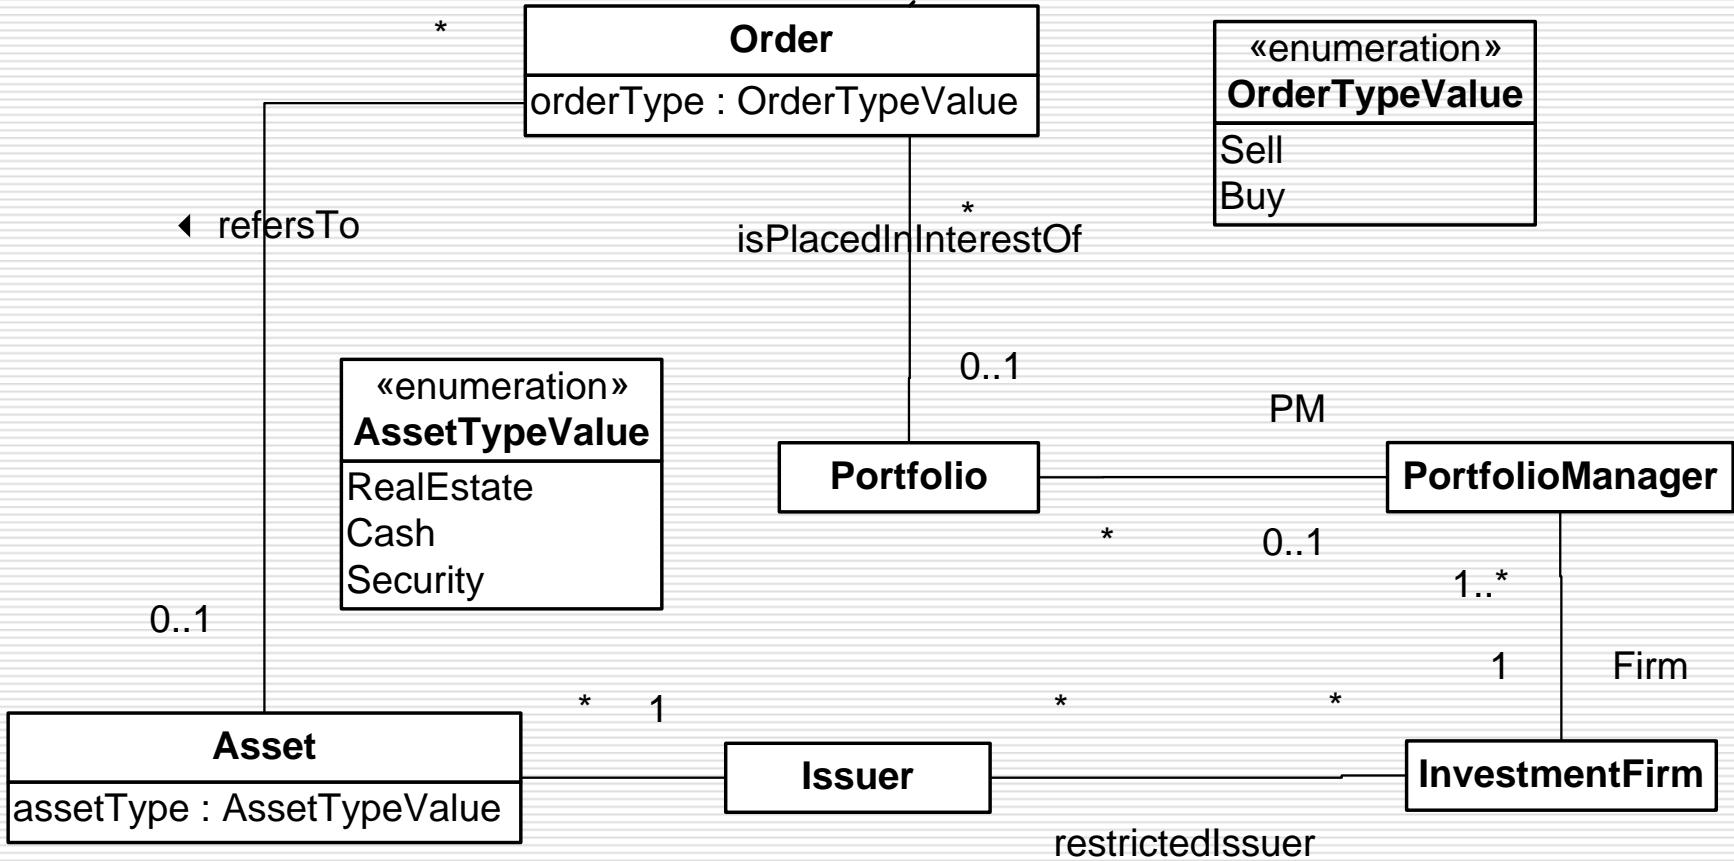 *
Order
orderType : OrderTypeValue
«enumeration»
OrderTypeValue
Sell
Buy
refersTo
*
isPlacedInInterestOf
0..1
«enumeration»
AssetTypeValue
RealEstate
Cash
Security
PM
Portfolio
PortfolioManager
*
0..1
1..*
0..1
1
Firm
*
1
*
*
Asset
assetType : AssetTypeValue
Issuer
InvestmentFirm
restrictedIssuer